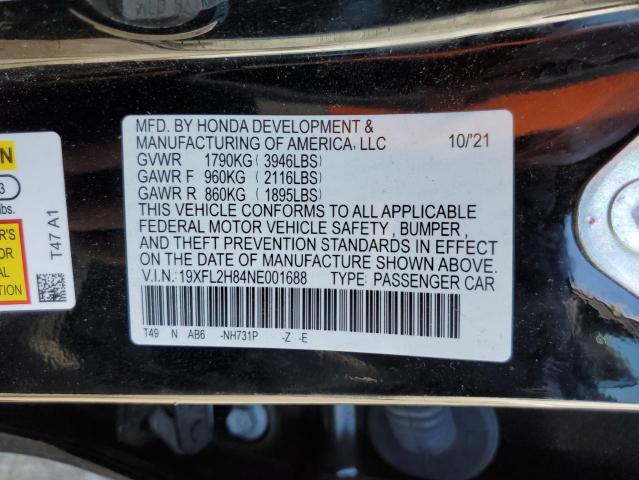 MFD. BY HONDA DEVELOPMENT &
MANUFACTURING OF AMERICA, LLC 10/'21
GVWR 1790KG (3946LBS)
GAWR F 960KG (2116LBS)
GAWR R 860KG (1895LBS)
THIS VEHICLE CONFORMS TO ALL APPLICABLE
FEDERAL MOTOR VEHICLE SAFETY , BUMPER,
AND THEFT PREVENTION STANDARDS IN EFFECT
ON THE DATE OF MANUFACTURE SHOWN ABOVE.
V.I.N.: 19XFL2H84NE001688 TYPE: PASSENGER CAR
T49 N AB6 -NH731P -Z -E
T47 A1
3
lbs.